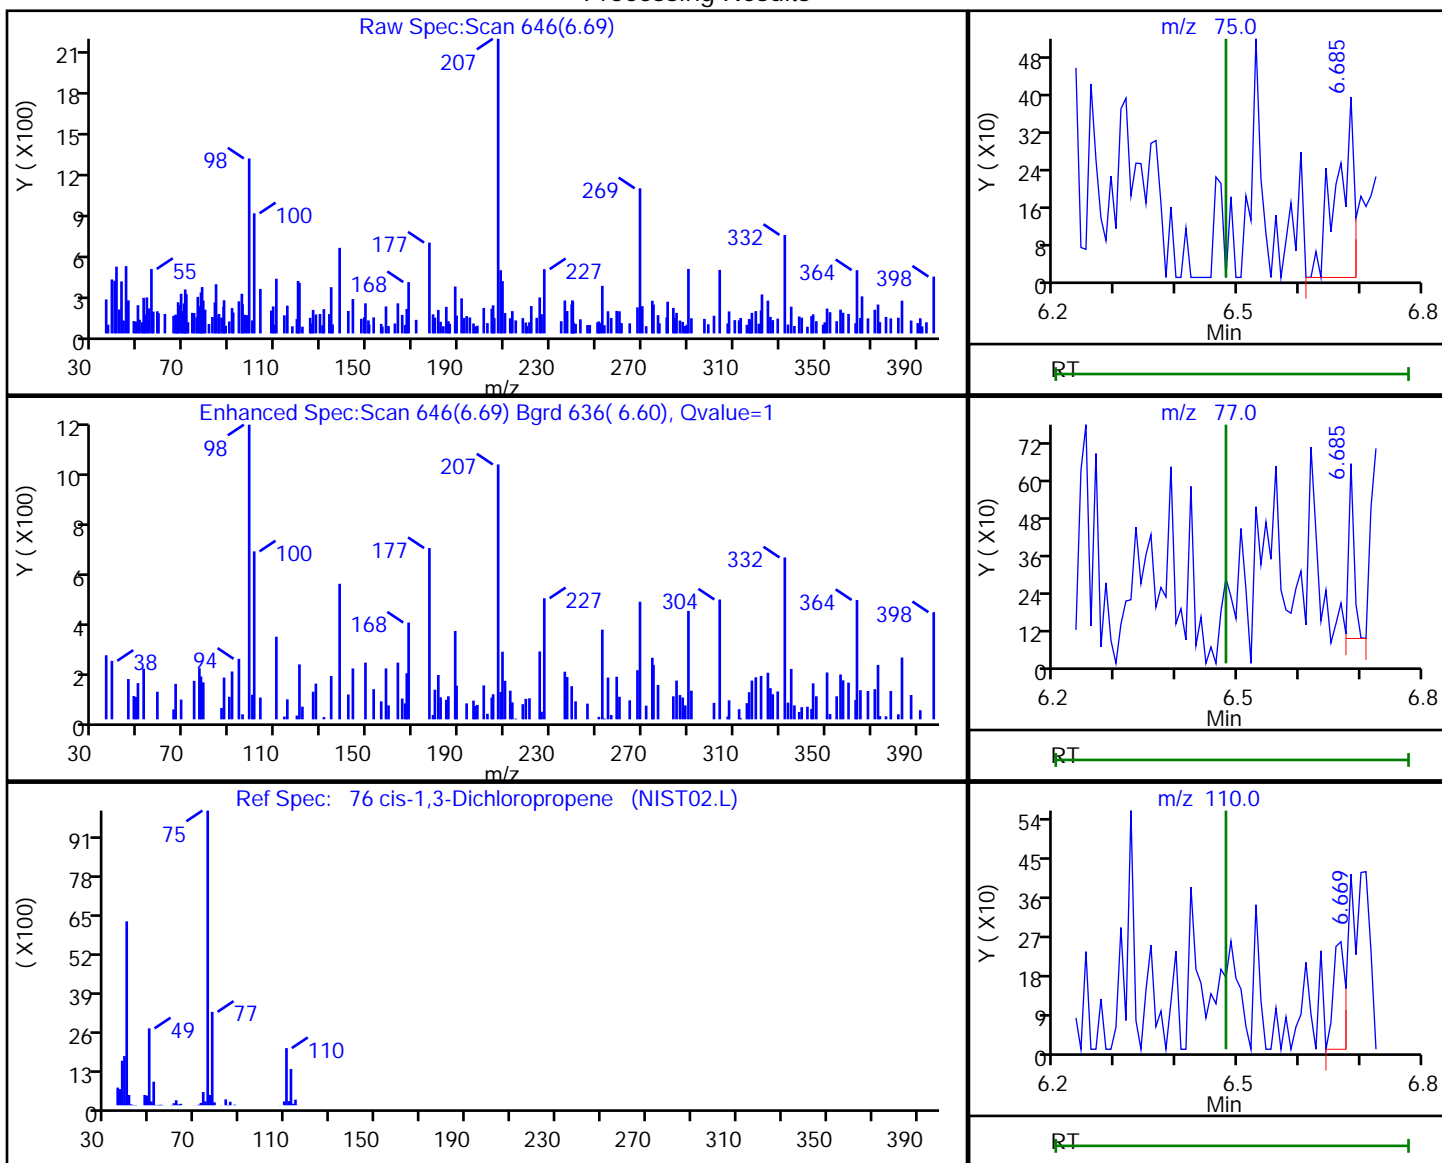 Processing Results
Raw Spec:Scan 646(6.69)
Y ( X100)
21
18
15
12
9
6
3
0
207
98
100
269
177
332
55
168
227
364
398
30 70 110 150 190 230 270 310 350 390
m/z
m/z 75.0
Y ( X10)
48
40
32
24
16
8
0
6.685
6.2 6.5 6.8
Min
RT
Enhanced Spec:Scan 646(6.69) Bgrd 636( 6.60), Qvalue=1
Y ( X100)
12
10
8
6
4
2
0
98
207
100
177
332
227
304
364
168
398
38
94
30 70 110 150 190 230 270 310 350 390
m/z
m/z 77.0
Y ( X10)
72
60
48
36
24
12
0
6.685
6.2 6.5 6.8
Min
RT
Ref Spec: 76 cis-1,3-Dichloropropene (NIST02.L)
( X100)
91
78
65
52
39
26
13
0
75
49
77
110
30 70 110 150 190 230 270 310 350 390
m/z 110.0
Y ( X10)
54
45
36
27
18
9
0
6.669
6.2 6.5 6.8
Min
RT